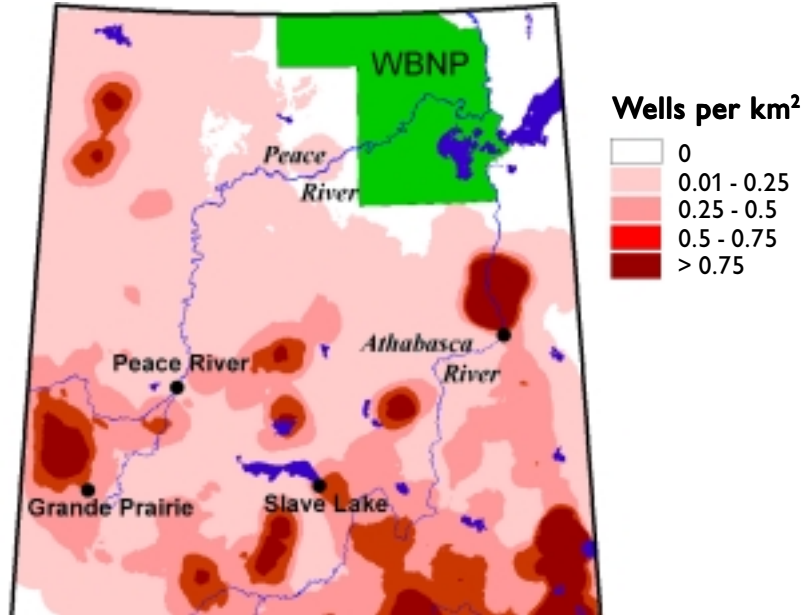 WBNP
Peace
River
Athabasca
River
Peace River
Grande Prairie
Slave Lake
Wells per km²
0
0.01 - 0.25
0.25 - 0.5
0.5 - 0.75
> 0.75